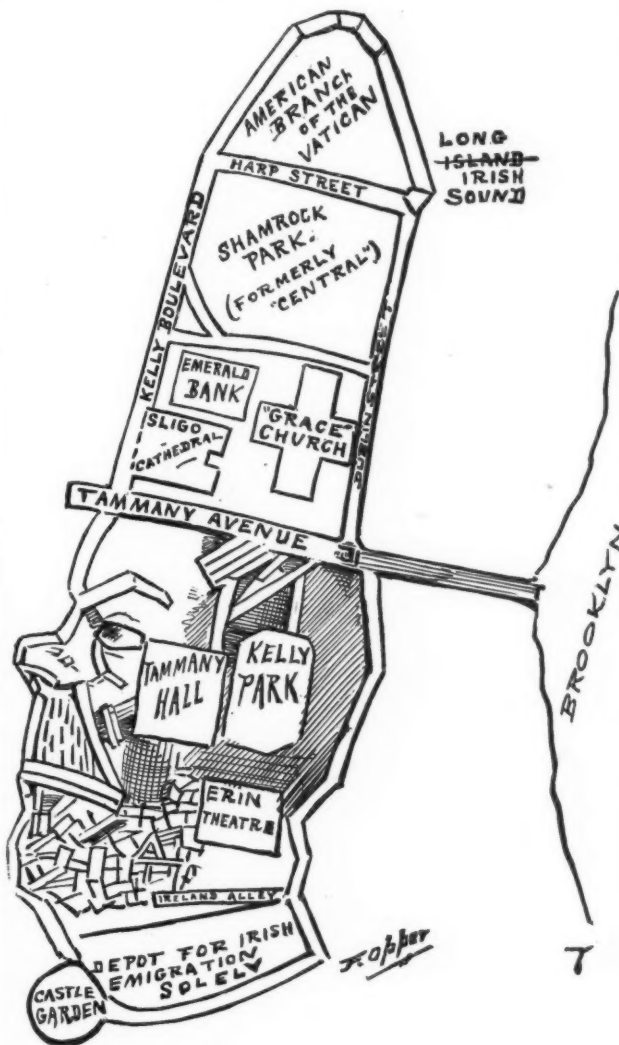 AMERICAN
BRANCH
OF THE
VATICAN
LONG
ISLAND
IRISH
SOUND
HARP STREET
KELLY BOULEVARD
SHAMROCK
PARK.
(FORMERLY
"CENTRAL")
DUBLIN STREET
EMERALD
BANK
SLIGO
CATHEDRAL
"GRACE"
CHURCH
TAMMANY AVENUE
BROOKLYN
TAMMANY
HALL
KELLY
PARK
ERIN
THEATRE
IRELAND ALLEY
DEPOT FOR IRISH
EMIGRATION
SOLELY
CASTLE
GARDEN
F. Opper